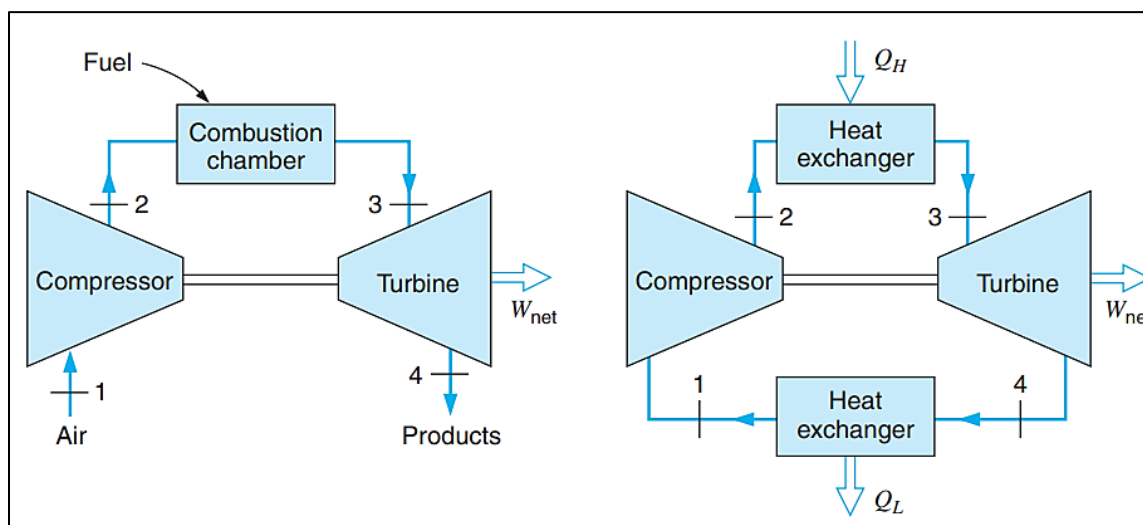 Fuel
Combustion
chamber
2
3
Compressor
Turbine
W_net
1
4
Air
Products
Q_H
Heat
exchanger
2
3
Compressor
Turbine
W_ne
1
4
Heat
exchanger
Q_L